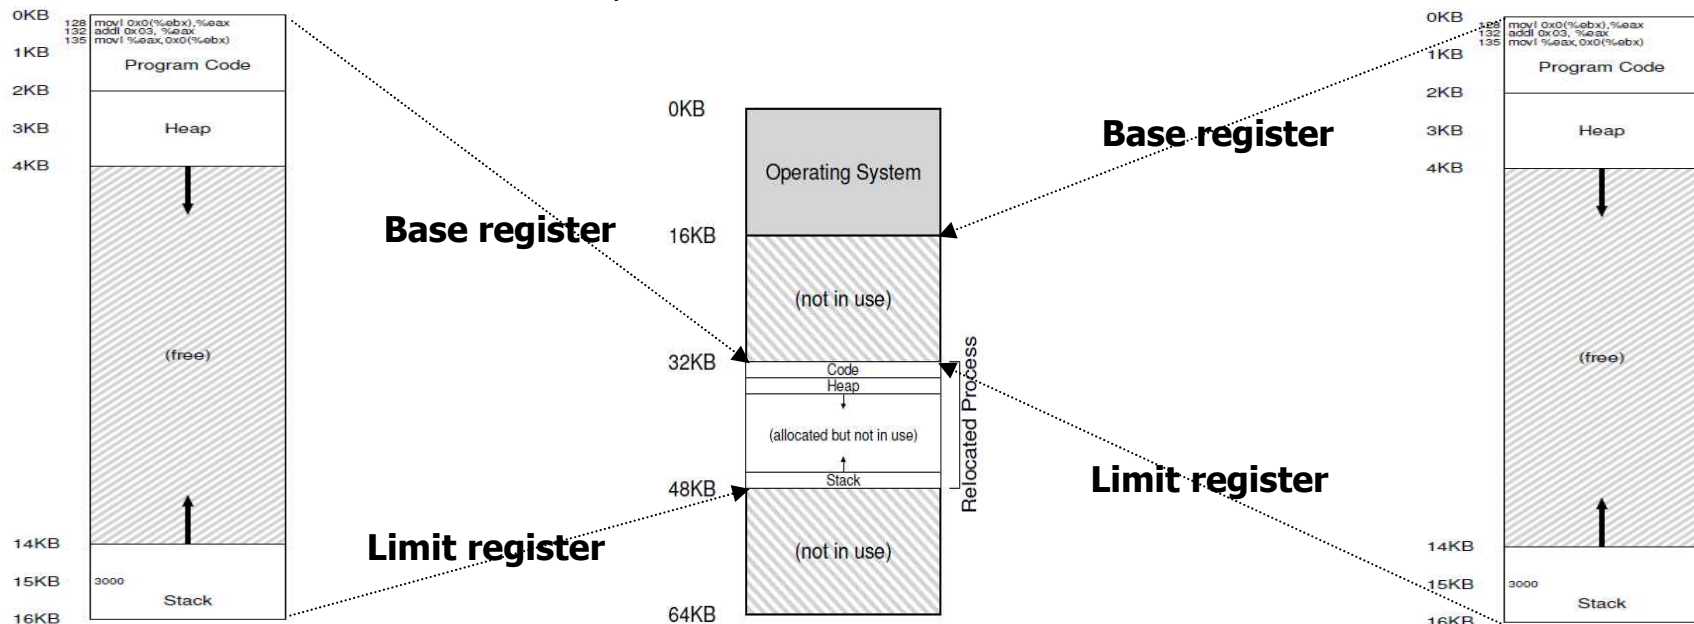 0KB
128 movl 0x0(%ebx),%eax
132 addl 0x03, %eax
135 movl %eax,0x0(%ebx)
1KB
Program Code
2KB
3KB
Heap
4KB
(free)
14KB
15KB
3000
Stack
16KB
Base register
Limit register
0KB
Operating System
16KB
(not in use)
32KB
Code
Heap
(allocated but not in use)
Stack
48KB
(not in use)
64KB
Relocated Process
Base register
Limit register
0KB
128 movl 0x0(%ebx),%eax
132 addl 0x03, %eax
135 movl %eax,0x0(%ebx)
1KB
Program Code
2KB
3KB
Heap
4KB
(free)
14KB
15KB
3000
Stack
16KB